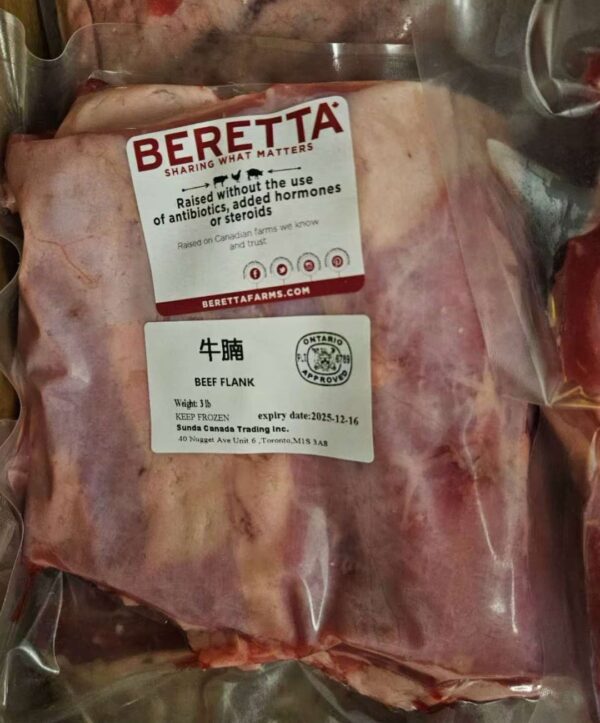 BERETTA
SHARING WHAT MATTERS
Raised without the use
of antibiotics, added hormones
or steroids
Raised on Canadian farms we know
and trust
BERETTAFARMS.COM
牛腩
BEEF FLANK
ONTARIO
PLT 6789
APPROVED
Weight: 3 lb
KEEP FROZEN expiry date:2025-12-16
Sunda Canada Trading Inc.
40 Nugget Ave Unit 6 ,Toronto,M1S 3A8